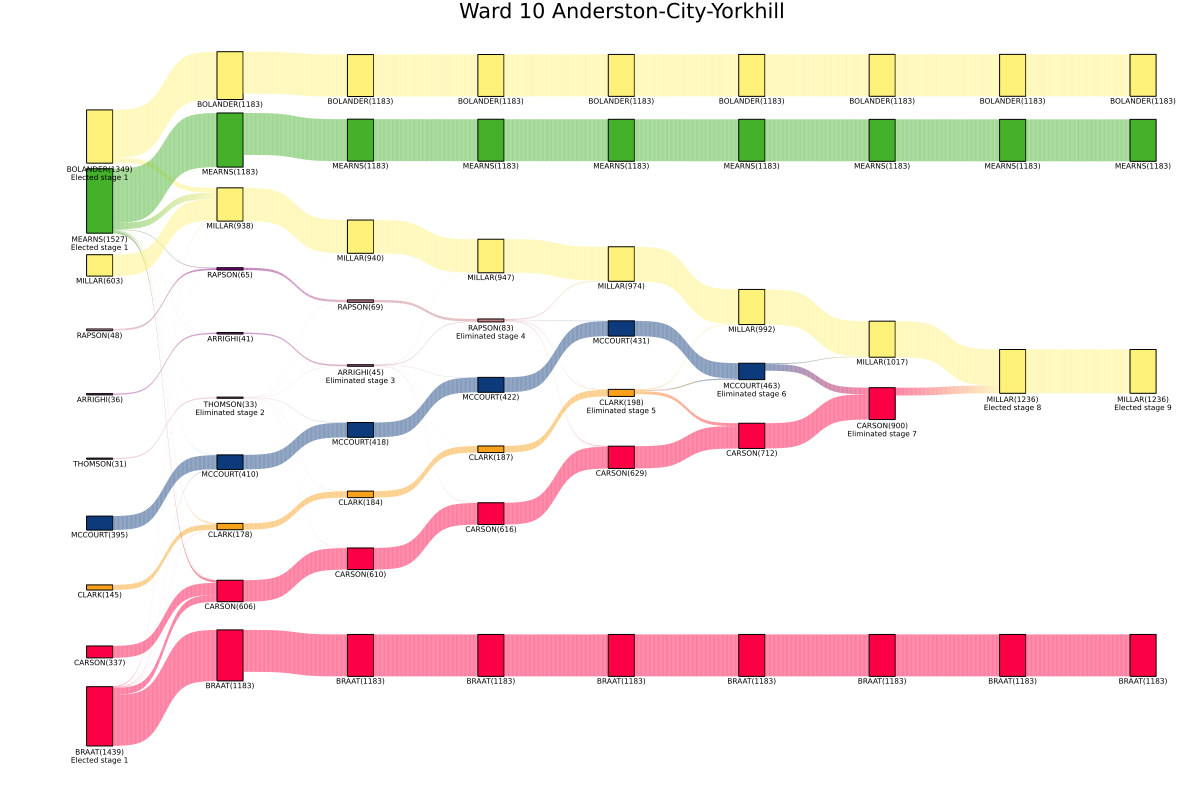 Ward 10 Anderston-City-Yorkhill
BOLANDER(1349)
Elected stage 1
MEARNS(1527)
Elected stage 1
MILLAR(603)
RAPSON(48)
ARRIGHI(36)
THOMSON(31)
MCCOURT(395)
CLARK(145)
CARSON(337)
BRAAT(1439)
Elected stage 1
BOLANDER(1183)
MEARNS(1183)
MILLAR(938)
RAPSON(65)
ARRIGHI(41)
THOMSON(33)
Eliminated stage 2
MCCOURT(410)
CLARK(178)
CARSON(606)
BRAAT(1183)
BOLANDER(1183)
MEARNS(1183)
MILLAR(940)
RAPSON(69)
ARRIGHI(45)
Eliminated stage 3
MCCOURT(418)
CLARK(184)
CARSON(610)
BRAAT(1183)
BOLANDER(1183)
MEARNS(1183)
MILLAR(947)
RAPSON(83)
Eliminated stage 4
MCCOURT(422)
CLARK(187)
CARSON(616)
BRAAT(1183)
BOLANDER(1183)
MEARNS(1183)
MILLAR(974)
MCCOURT(431)
CLARK(198)
Eliminated stage 5
CARSON(629)
BRAAT(1183)
BOLANDER(1183)
MEARNS(1183)
MILLAR(992)
MCCOURT(463)
Eliminated stage 6
CARSON(712)
BRAAT(1183)
BOLANDER(1183)
MEARNS(1183)
MILLAR(1017)
CARSON(900)
Eliminated stage 7
BRAAT(1183)
BOLANDER(1183)
MEARNS(1183)
MILLAR(1236)
Elected stage 8
BRAAT(1183)
BOLANDER(1183)
MEARNS(1183)
MILLAR(1236)
Elected stage 9
BRAAT(1183)